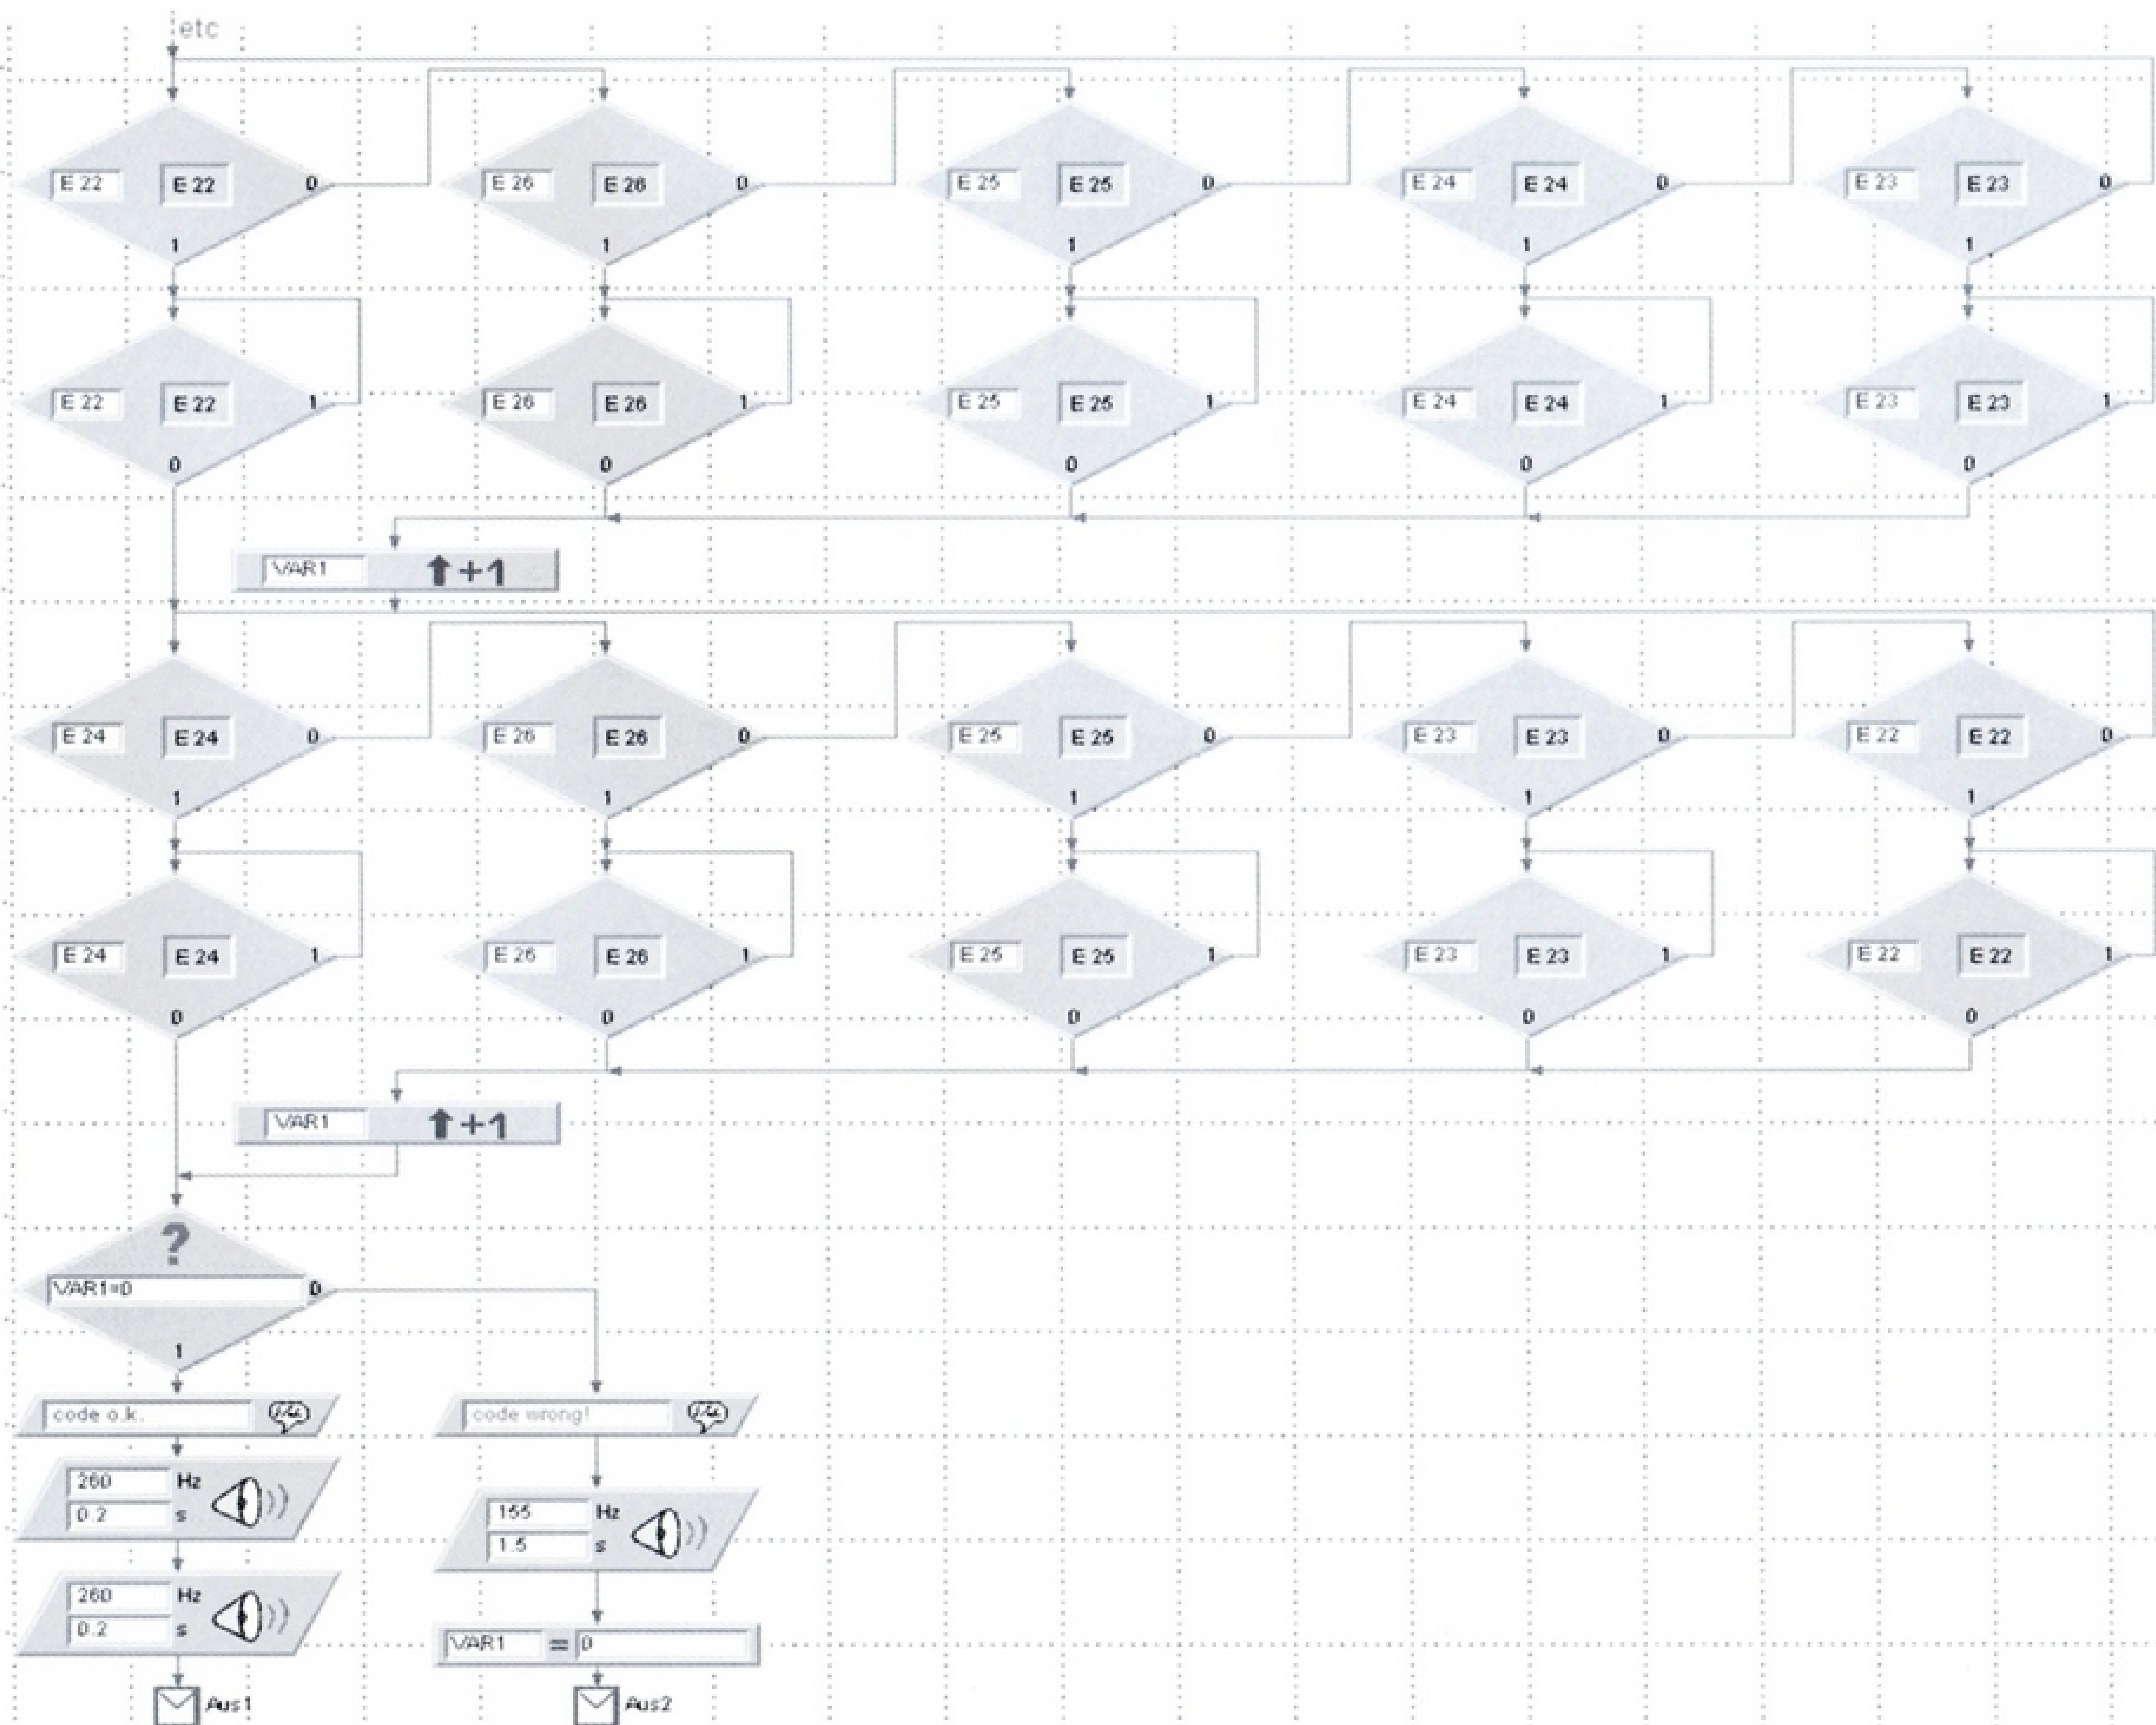 etc
E 22 E 22 0 E 26 E 26 0 E 25 E 25 0 E 24 E 24 0 E 23 E 23 0
1 1 1 1 1
E 22 E 22 1 E 26 E 26 1 E 25 E 25 1 E 24 E 24 1 E 23 E 23 1
0 0 0 0 0
VAR1 +1
E 24 E 24 0 E 26 E 26 0 E 25 E 25 0 E 23 E 23 0 E 22 E 22 0
1 1 1 1 1
E 24 E 24 1 E 26 E 26 1 E 25 E 25 1 E 23 E 23 1 E 22 E 22 1
0 0 0 0 0
VAR1 +1
?
VAR1=0 0
1
code o.k. code wrong!
260 Hz
0.2 s
155 Hz
1.5 s
260 Hz
0.2 s
VAR1 = 0
Aus1 Aus2